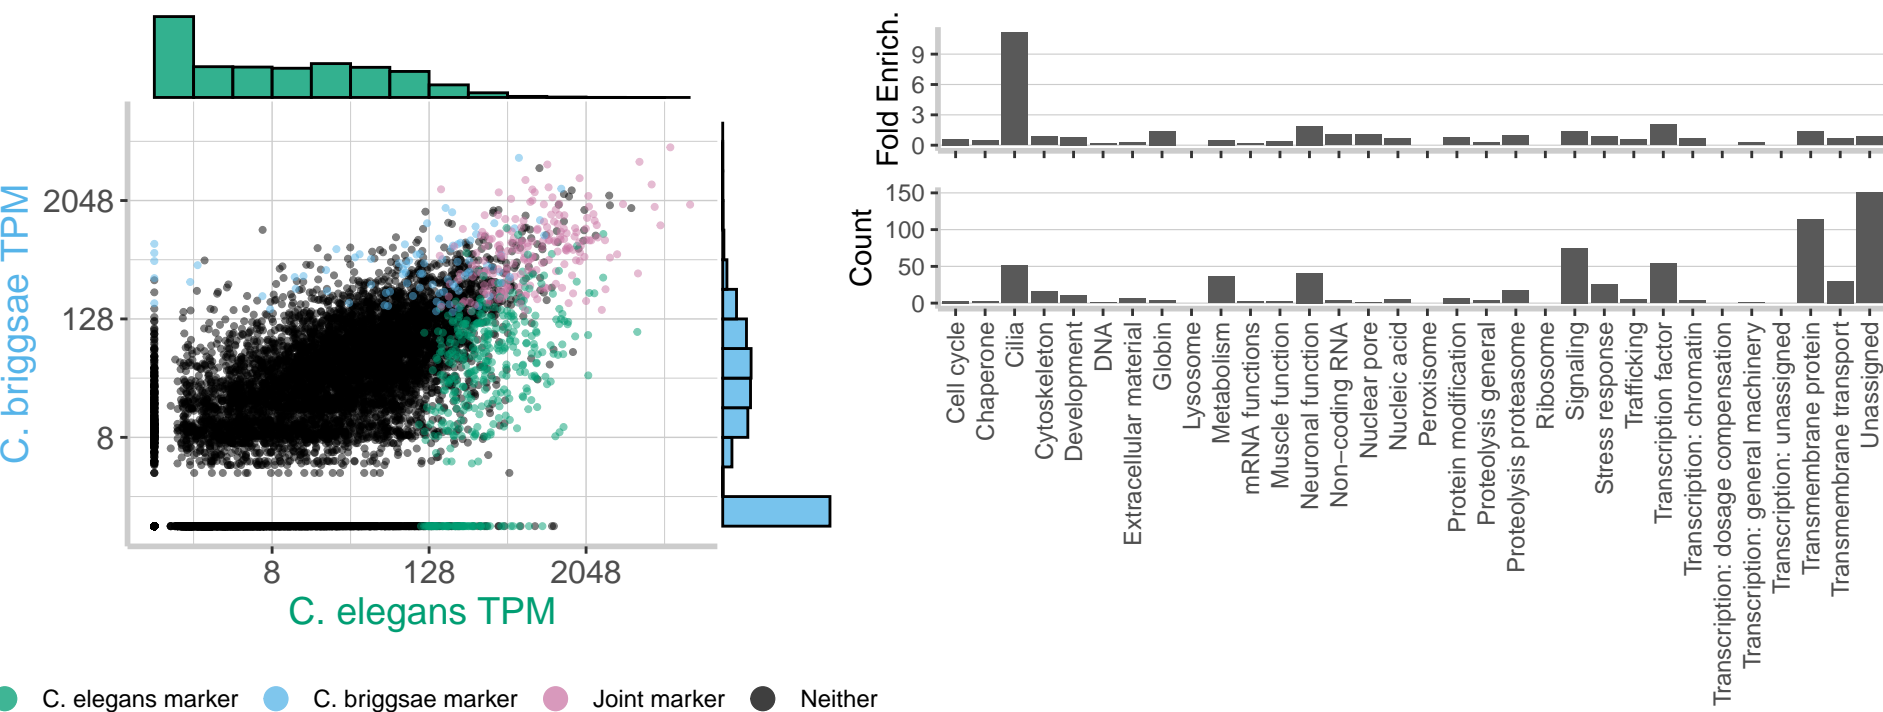 C. briggsae TPM
2048
128
8
8
128
2048
C. elegans TPM
C. elegans marker
C. briggsae marker
Joint marker
Neither
Fold Enrich.
9
6
3
0
Count
150
100
50
0
Cell cycle
Chaperone
Cilia
Cytoskeleton
Development
DNA
Extracellular material
Globin
Lysosome
Metabolism
mRNA functions
Muscle function
Neuronal function
Non−coding RNA
Nuclear pore
Nucleic acid
Peroxisome
Protein modification
Proteolysis general
Proteolysis proteasome
Ribosome
Signaling
Stress response
Trafficking
Transcription factor
Transcription: chromatin
Transcription: dosage compensation
Transcription: general machinery
Transcription: unassigned
Transmembrane protein
Transmembrane transport
Unassigned